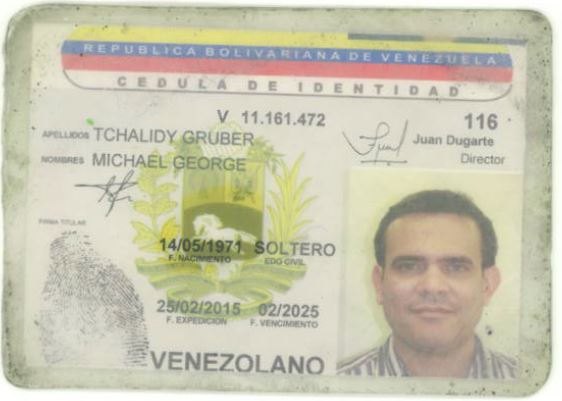 REPUBLICA BOLIVARIANA DE VENEZUELA
CEDULA DE IDENTIDAD
V 11.161.472
116
APELLIDOS TCHALIDY GRUBER
Juan Dugarte
Director
NOMBRES MICHAEL GEORGE
FIRMA TITULAR
14/05/1971 SOLTERO
F. NACIMIENTO EDO CIVIL
25/02/2015 02/2025
F. EXPEDICION F. VENCIMIENTO
VENEZOLANO